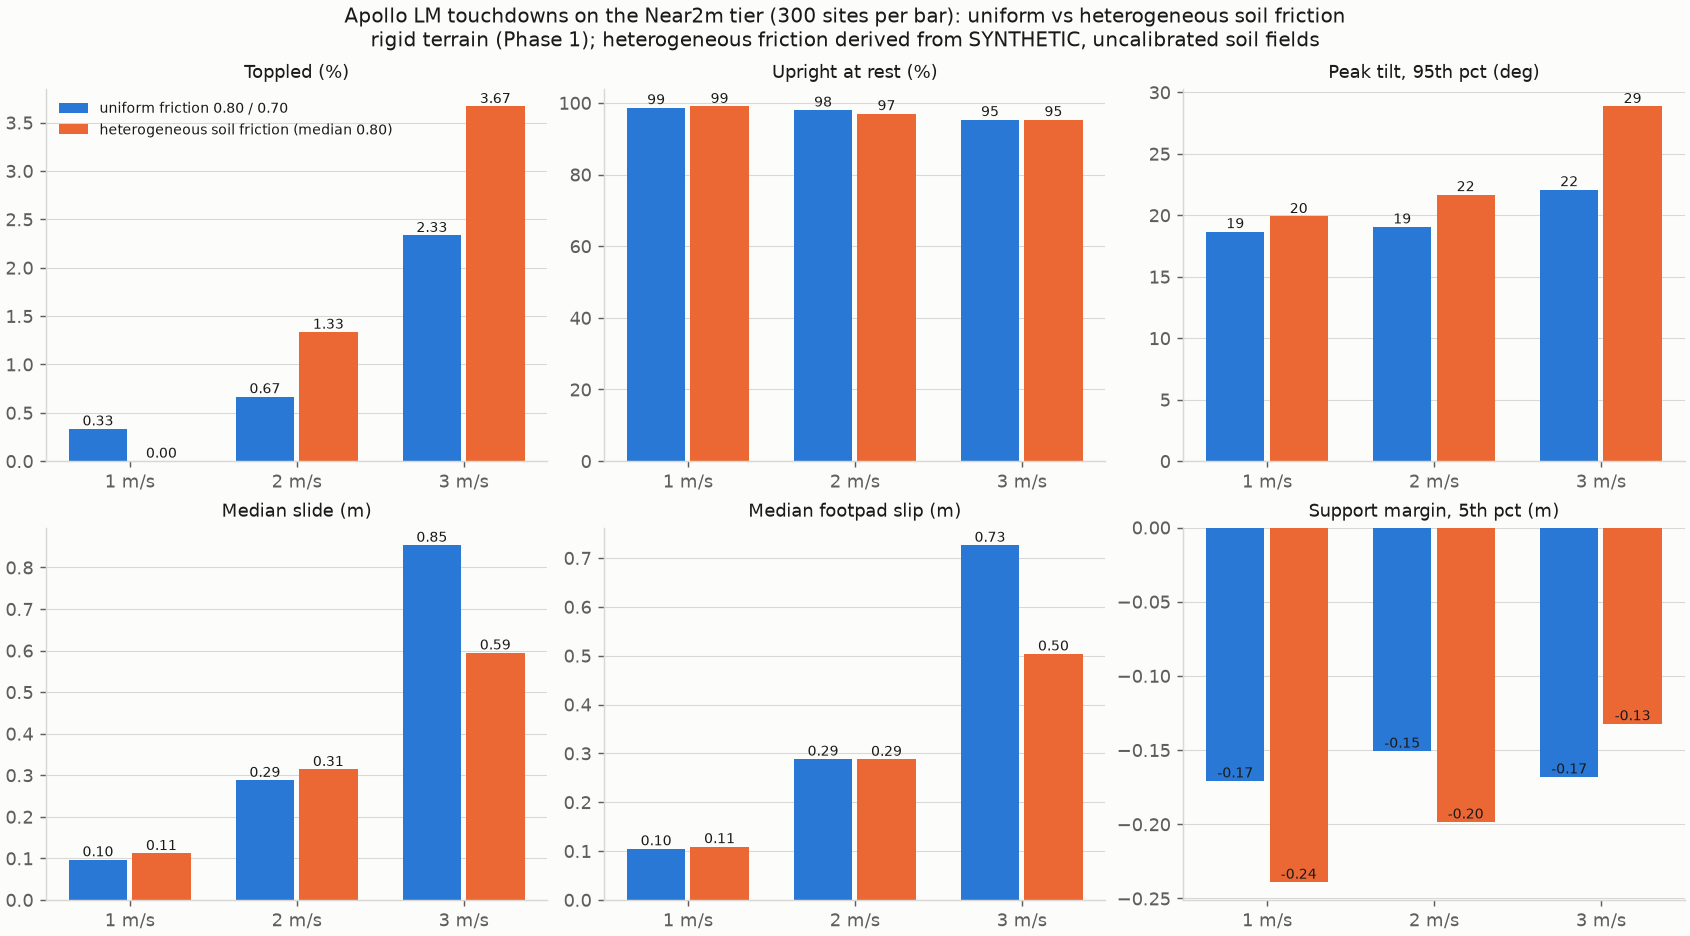 Apollo LM touchdowns on the Near2m tier (300 sites per bar): uniform vs heterogeneous soil friction
rigid terrain (Phase 1); heterogeneous friction derived from SYNTHETIC, uncalibrated soil fields
Toppled (%)
uniform friction 0.80 / 0.70
heterogeneous soil friction (median 0.80)
3.5
3.0
2.5
2.0
1.5
1.0
0.5
0.0
0.33
0.00
0.67
1.33
2.33
3.67
1 m/s
2 m/s
3 m/s
Upright at rest (%)
100
80
60
40
20
0
99
99
98
97
95
95
1 m/s
2 m/s
3 m/s
Peak tilt, 95th pct (deg)
30
25
20
15
10
5
0
19
20
19
22
22
29
1 m/s
2 m/s
3 m/s
Median slide (m)
0.8
0.7
0.6
0.5
0.4
0.3
0.2
0.1
0.0
0.10
0.11
0.29
0.31
0.85
0.59
1 m/s
2 m/s
3 m/s
Median footpad slip (m)
0.7
0.6
0.5
0.4
0.3
0.2
0.1
0.0
0.10
0.11
0.29
0.29
0.73
0.50
1 m/s
2 m/s
3 m/s
Support margin, 5th pct (m)
0.00
−0.05
−0.10
−0.15
−0.20
−0.25
-0.17
-0.24
-0.15
-0.20
-0.17
-0.13
1 m/s
2 m/s
3 m/s